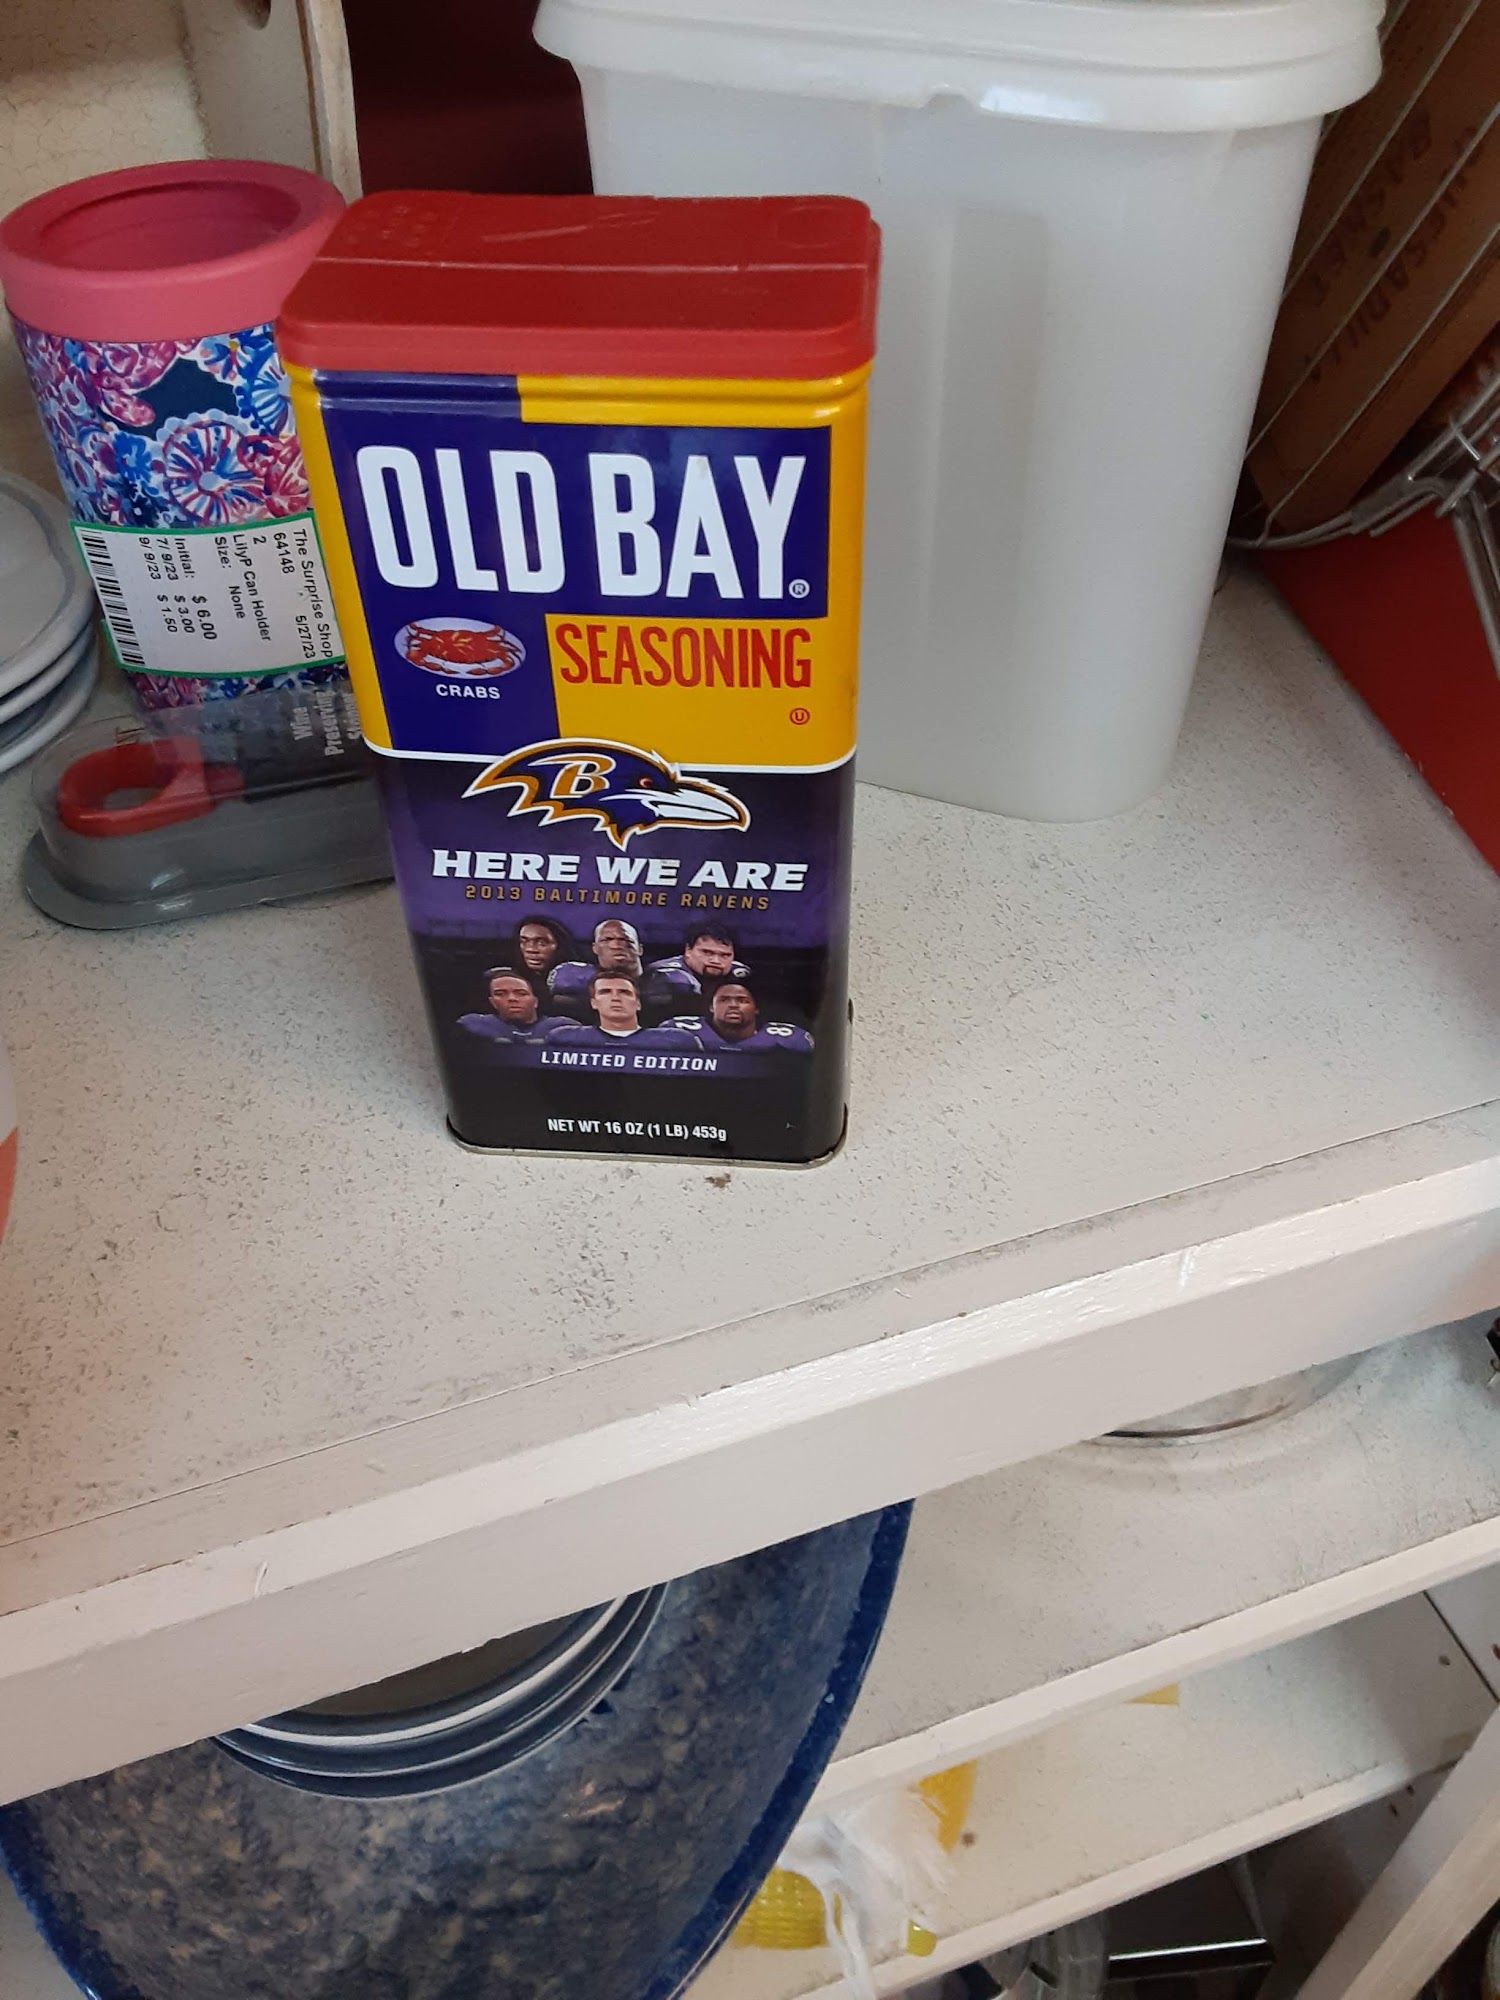 OLD BAY®
SEASONING
CRABS
U
B
HERE WE ARE
2013 BALTIMORE RAVENS
LIMITED EDITION
NET WT 16 OZ (1 LB) 453g
The Surprise Shop
64148 5/27/23
2
LilyP Can Holder
Size: None
Initial: $ 6.00
7/ 9/23 $ 3.00
9/ 9/23 $ 1.50
Wine